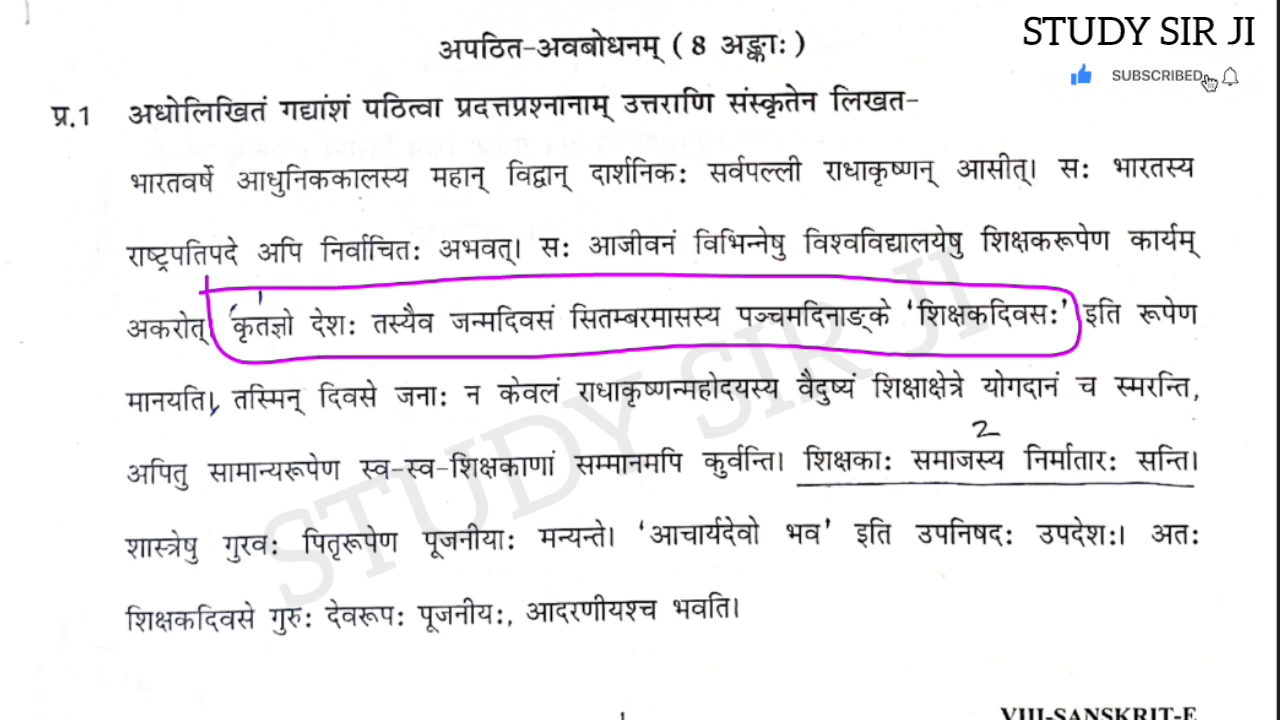 STUDY SIR JI
SUBSCRIBED
अपठित-अवबोधनम् ( 8 अङ्काः )
प्र.1 अधोलिखितं गद्यांशं पठित्वा प्रदत्तप्रश्नानाम् उत्तराणि संस्कृतेन लिखत-
भारतवर्षे आधुनिककालस्य महान् विद्वान् दार्शनिकः सर्वपल्ली राधाकृष्णन् आसीत्। सः भारतस्य
राष्ट्रपतिपदे अपि निर्वाचितः अभवत्। सः आजीवनं विभिन्नेषु विश्वविद्यालयेषु शिक्षकरूपेण कार्यम्
अकरोत्। कृतज्ञो देशः तस्यैव जन्मदिवसं सितम्बरमासस्य पञ्चमदिनाङ्के 'शिक्षकदिवसः' इति रूपेण
मानयति। तस्मिन् दिवसे जनाः न केवलं राधाकृष्णन्महोदयस्य वैदुष्यं शिक्षाक्षेत्रे योगदानं च स्मरन्ति,
2
अपितु सामान्यरूपेण स्व-स्व-शिक्षकाणां सम्मानमपि कुर्वन्ति। शिक्षकाः समाजस्य निर्मातारः सन्ति।
शास्त्रेषु गुरवः पितृरूपेण पूजनीयाः मन्यन्ते। 'आचार्यदेवो भव' इति उपनिषदः उपदेशः। अतः
शिक्षकदिवसे गुरुः देवरूपः पूजनीयः, आदरणीयश्च भवति।
STUDY SIR JI
VIII-SANSKRIT-E